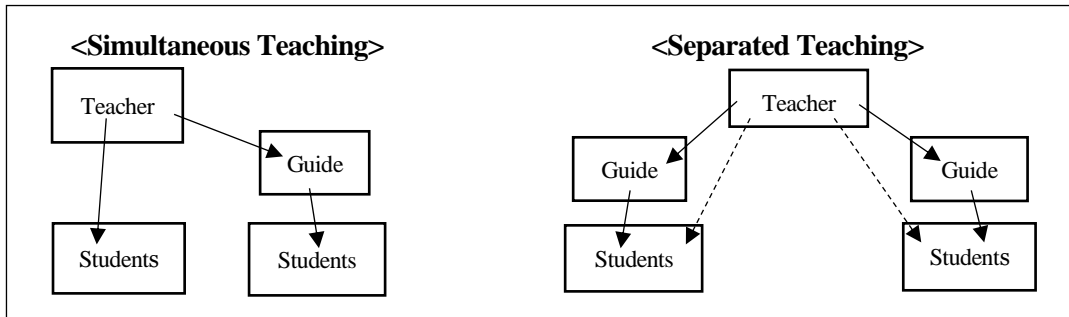 <Simultaneous Teaching>
Teacher
Guide
Students
Students
<Separated Teaching>
Teacher
Guide
Guide
Students
Students